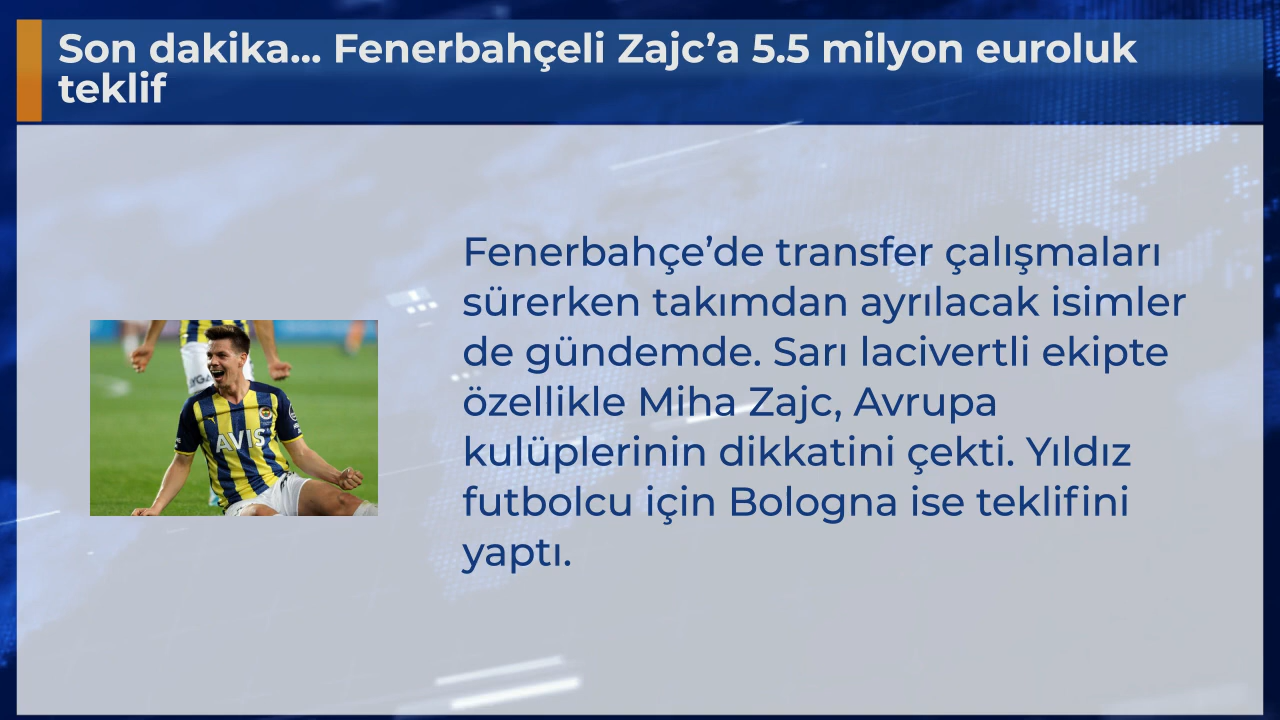 Son dakika... Fenerbahçeli Zajc’a 5.5 milyon euroluk
teklif
Fenerbahçe’de transfer çalışmaları
sürerken takımdan ayrılacak isimler
de gündemde. Sarı lacivertli ekipte
özellikle Miha Zajc, Avrupa
kulüplerinin dikkatini çekti. Yıldız
futbolcu için Bologna ise teklifini
yaptı.
AVIS